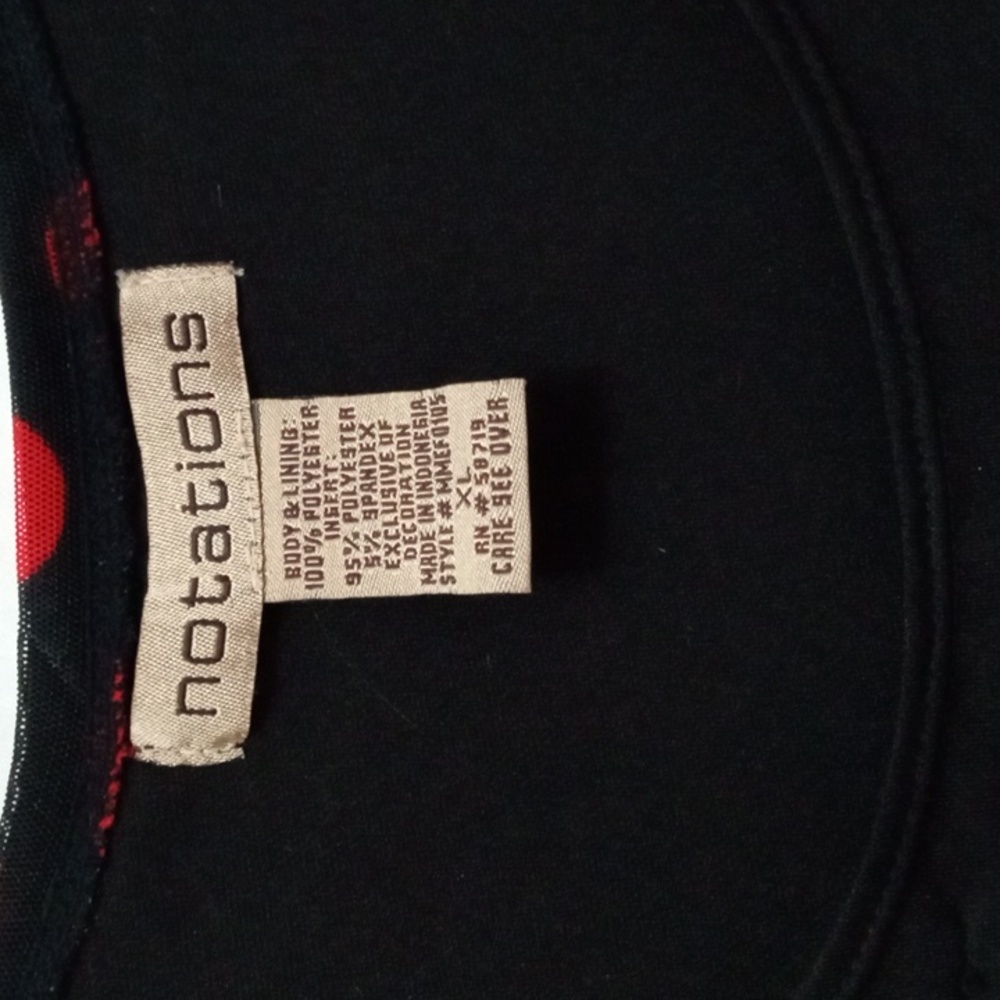 notations
BODY & LINING:
100% POLYESTER
INSERT:
95% POLYESTER
5% SPANDEX
EXCLUSIVE OF
DECORATION
MADE IN INDONESIA
STYLE # MMEF0105
XL
RN # 58719
CARE SEE OVER